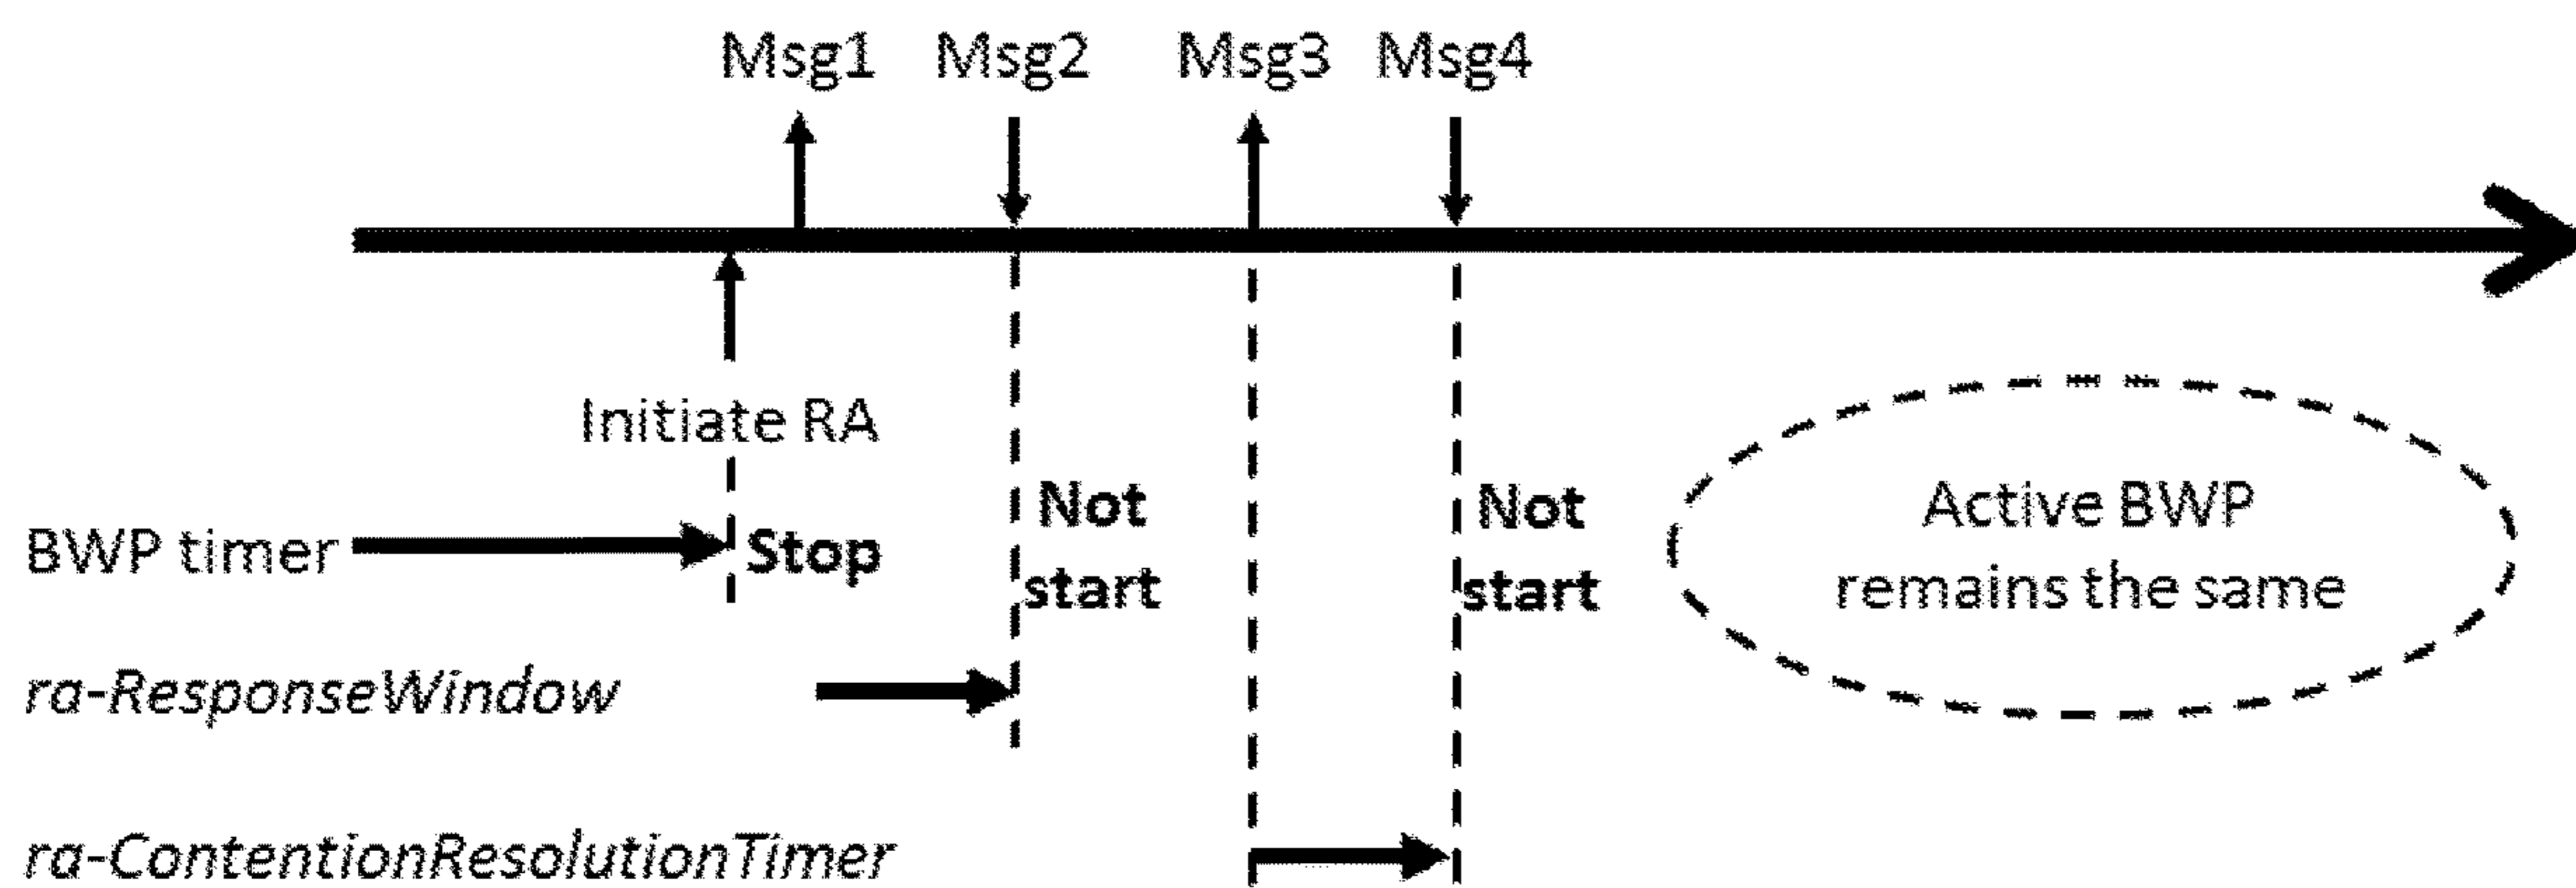 Msg1 Msg2 Msg3 Msg4
Initiate RA
BWP timer
Stop
Not
start
Not
start
Active BWP
remains the same
ra-ResponseWindow
ra-ContentionResolutionTimer